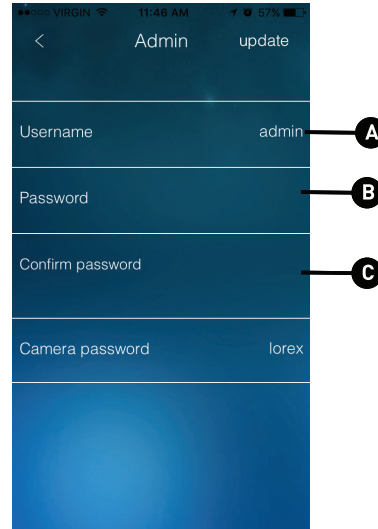 VIRGIN 11:46 AM 57%
< Admin update
Username admin
A
Password
B
Confirm password
C
Camera password lorex